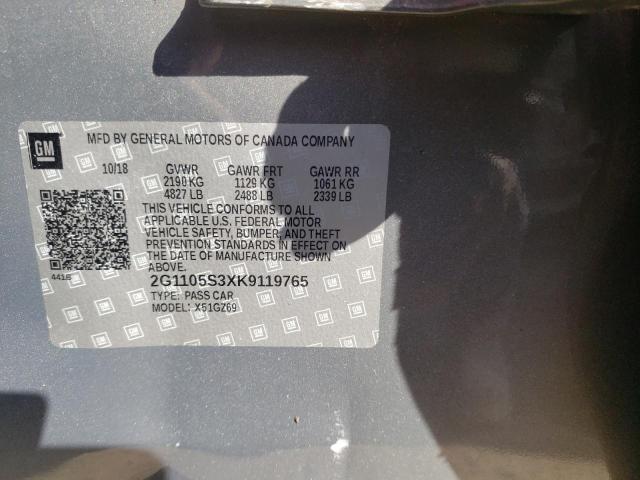 MFD BY GENERAL MOTORS OF CANADA COMPANY
GM
10/18 GVWR GAWR FRT GAWR RR
2190 KG 1129 KG 1061 KG
4827 LB 2488 LB 2339 LB
THIS VEHICLE CONFORMS TO ALL
APPLICABLE U.S. FEDERAL MOTOR
VEHICLE SAFETY, BUMPER, AND THEFT
PREVENTION STANDARDS IN EFFECT ON
THE DATE OF MANUFACTURE SHOWN
ABOVE.
4416
2G1105S3XK9119765
TYPE: PASS CAR
MODEL: X51GZ69